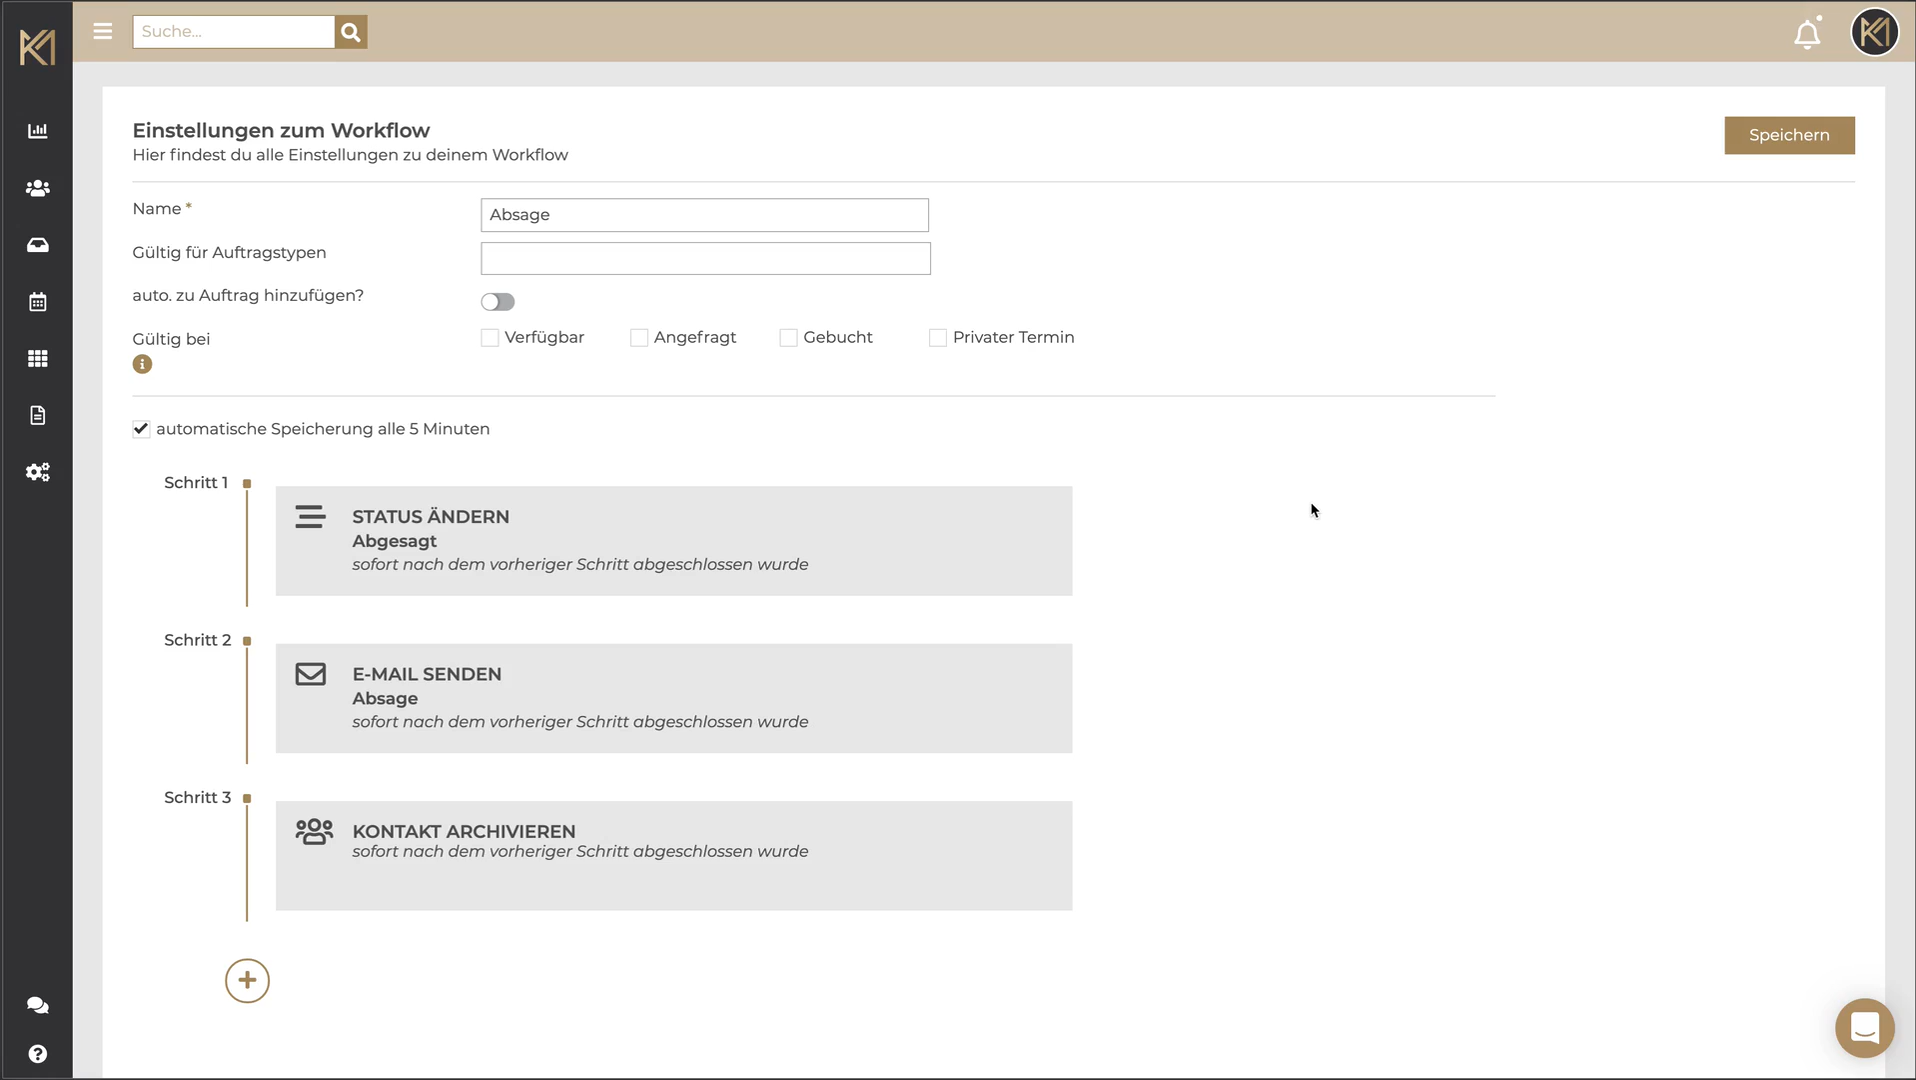 Suche...
Einstellungen zum Workflow
Hier findest du alle Einstellungen zu deinem Workflow
Speichern
Name *
Absage
Gültig für Auftragstypen
auto. zu Auftrag hinzufügen?
Gültig bei
Verfügbar
Angefragt
Gebucht
Privater Termin
automatische Speicherung alle 5 Minuten
Schritt 1
STATUS ÄNDERN
Abgesagt
sofort nach dem vorheriger Schritt abgeschlossen wurde
Schritt 2
E-MAIL SENDEN
Absage
sofort nach dem vorheriger Schritt abgeschlossen wurde
Schritt 3
KONTAKT ARCHIVIEREN
sofort nach dem vorheriger Schritt abgeschlossen wurde